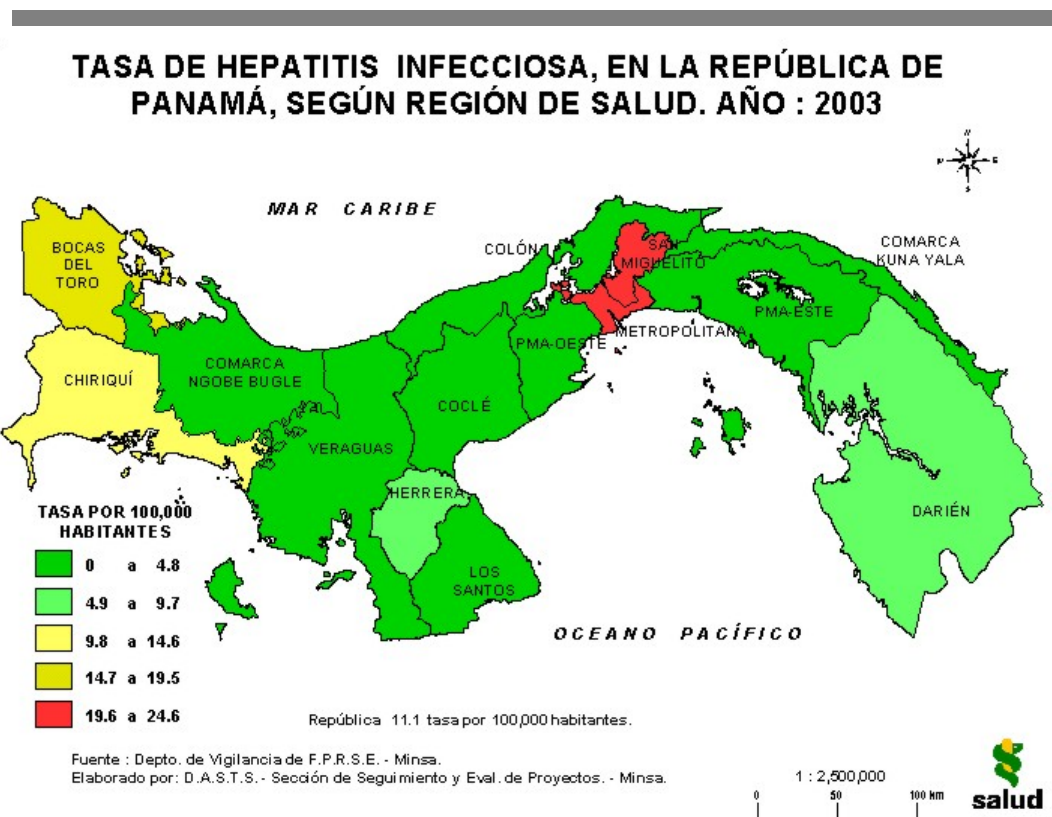 TASA DE HEPATITIS INFECCIOSA, EN LA REPÚBLICA DE
PANAMÁ, SEGÚN REGIÓN DE SALUD. AÑO : 2003
N
E
S
MAR CARIBE
BOCAS
DEL
TORO
COLÓN
SAN
MIGUELITO
COMARCA
KUNA YALA
PMA-ESTE
METROPOLITANA
PMA-OESTE
CHIRIQUÍ
COMARCA
NGOBE BUGLE
COCLÉ
VERAGUAS
HERRERA
DARIÉN
LOS
SANTOS
TASA POR 100,000
HABITANTES
0 a 4.8
4.9 a 9.7
9.8 a 14.6
14.7 a 19.5
19.6 a 24.6
OCEANO PACÍFICO
República 11.1 tasa por 100,000 habitantes.
Fuente : Depto. de Vigilancia de F.P.R.S.E. - Minsa.
Elaborado por: D.A.S.T.S. - Sección de Seguimiento y Eval. de Proyectos. - Minsa.
1 : 2,500,000
0 50 100 km
salud